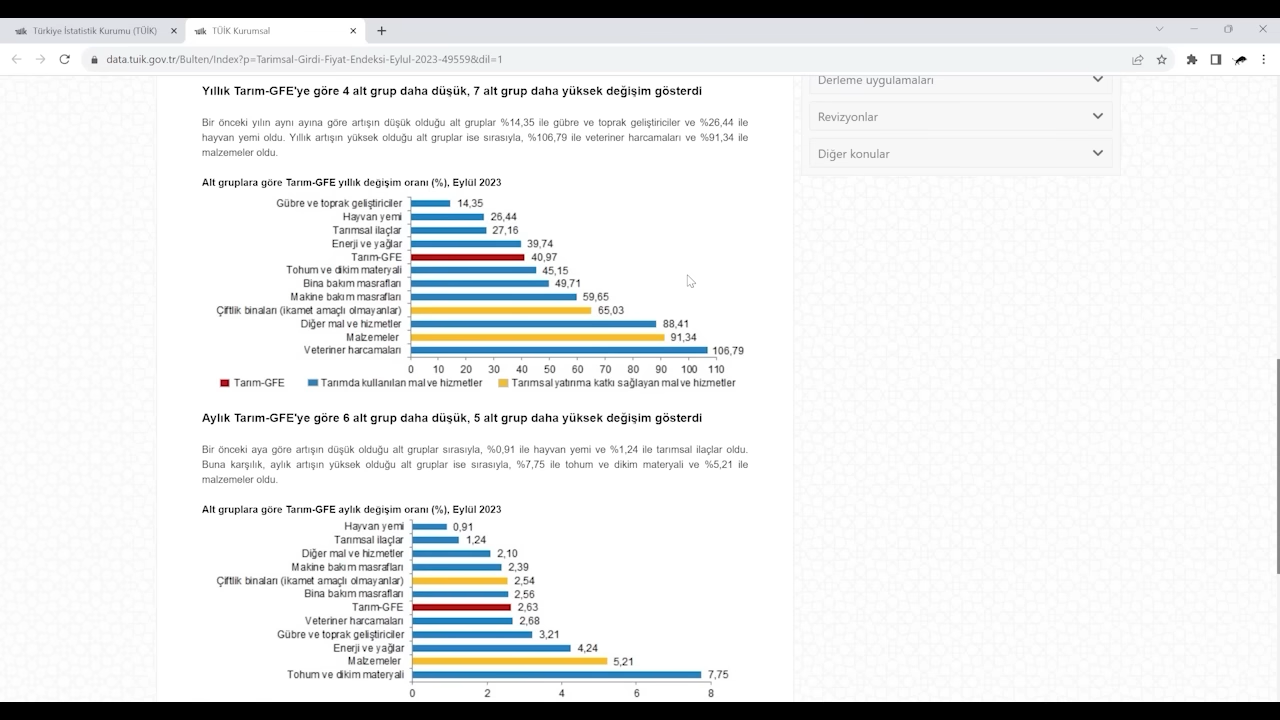 Türkiye İstatistik Kurumu (TÜİK)
TÜİK Kurumsal
data.tuik.gov.tr/Bulten/Index?p=Tarimsal-Girdi-Fiyat-Endeksi-Eylul-2023-49559&dil=1
Derleme uygulamaları
Revizyonlar
Diğer konular
Yıllık Tarım-GFE'ye göre 4 alt grup daha düşük, 7 alt grup daha yüksek değişim gösterdi
Bir önceki yılın aynı ayına göre artışın düşük olduğu alt gruplar %14,35 ile gübre ve toprak geliştiriciler ve %26,44 ile
hayvan yemi oldu. Yıllık artışın yüksek olduğu alt gruplar ise sırasıyla, %106,79 ile veteriner harcamaları ve %91,34 ile
malzemeler oldu.
Alt gruplara göre Tarım-GFE yıllık değişim oranı (%), Eylül 2023
Gübre ve toprak geliştiriciler 14,35
Hayvan yemi 26,44
Tarımsal ilaçlar 27,16
Enerji ve yağlar 39,74
Tarım-GFE 40,97
Tohum ve dikim materyali 45,15
Bina bakım masrafları 49,71
Makine bakım masrafları 59,65
Çiftlik binaları (ikamet amaçlı olmayanlar) 65,03
Diğer mal ve hizmetler 88,41
Malzemeler 91,34
Veteriner harcamaları 106,79
0 10 20 30 40 50 60 70 80 90 100 110
Tarım-GFE Tarımda kullanılan mal ve hizmetler Tarımsal yatırıma katkı sağlayan mal ve hizmetler
Aylık Tarım-GFE'ye göre 6 alt grup daha düşük, 5 alt grup daha yüksek değişim gösterdi
Bir önceki aya göre artışın düşük olduğu alt gruplar sırasıyla, %0,91 ile hayvan yemi ve %1,24 ile tarımsal ilaçlar oldu.
Buna karşılık, aylık artışın yüksek olduğu alt gruplar ise sırasıyla, %7,75 ile tohum ve dikim materyali ve %5,21 ile
malzemeler oldu.
Alt gruplara göre Tarım-GFE aylık değişim oranı (%), Eylül 2023
Hayvan yemi 0,91
Tarımsal ilaçlar 1,24
Diğer mal ve hizmetler 2,10
Makine bakım masrafları 2,39
Çiftlik binaları (ikamet amaçlı olmayanlar) 2,54
Bina bakım masrafları 2,56
Tarım-GFE 2,63
Veteriner harcamaları 2,68
Gübre ve toprak geliştiriciler 3,21
Enerji ve yağlar 4,24
Malzemeler 5,21
Tohum ve dikim materyali 7,75
0 2 4 6 8